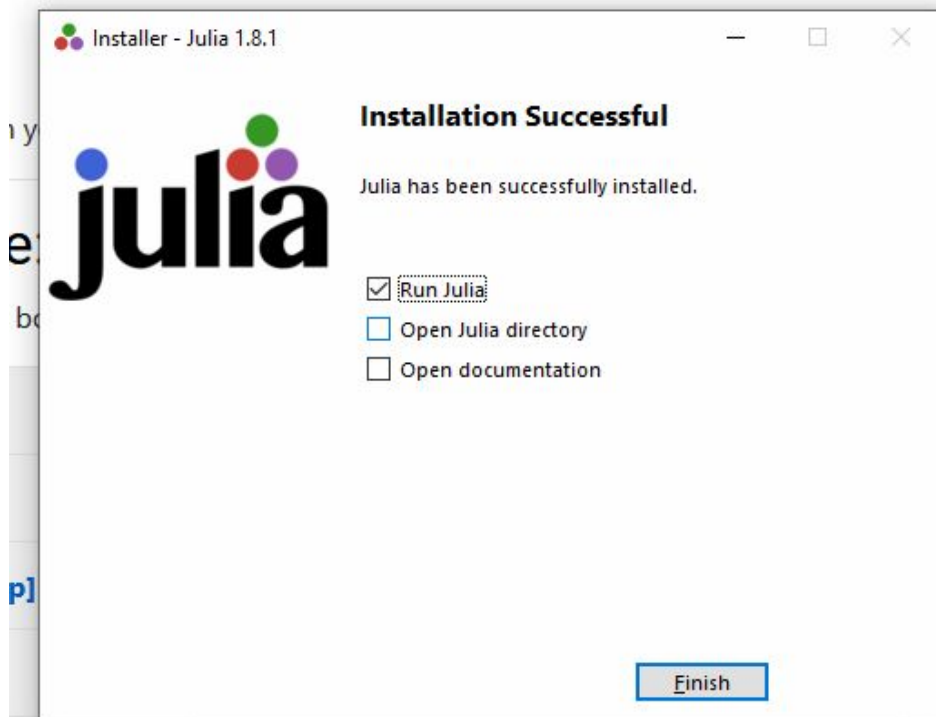 Installer - Julia 1.8.1
Installation Successful
julia
Julia has been successfully installed.
Run Julia
Open Julia directory
Open documentation
p]
Finish